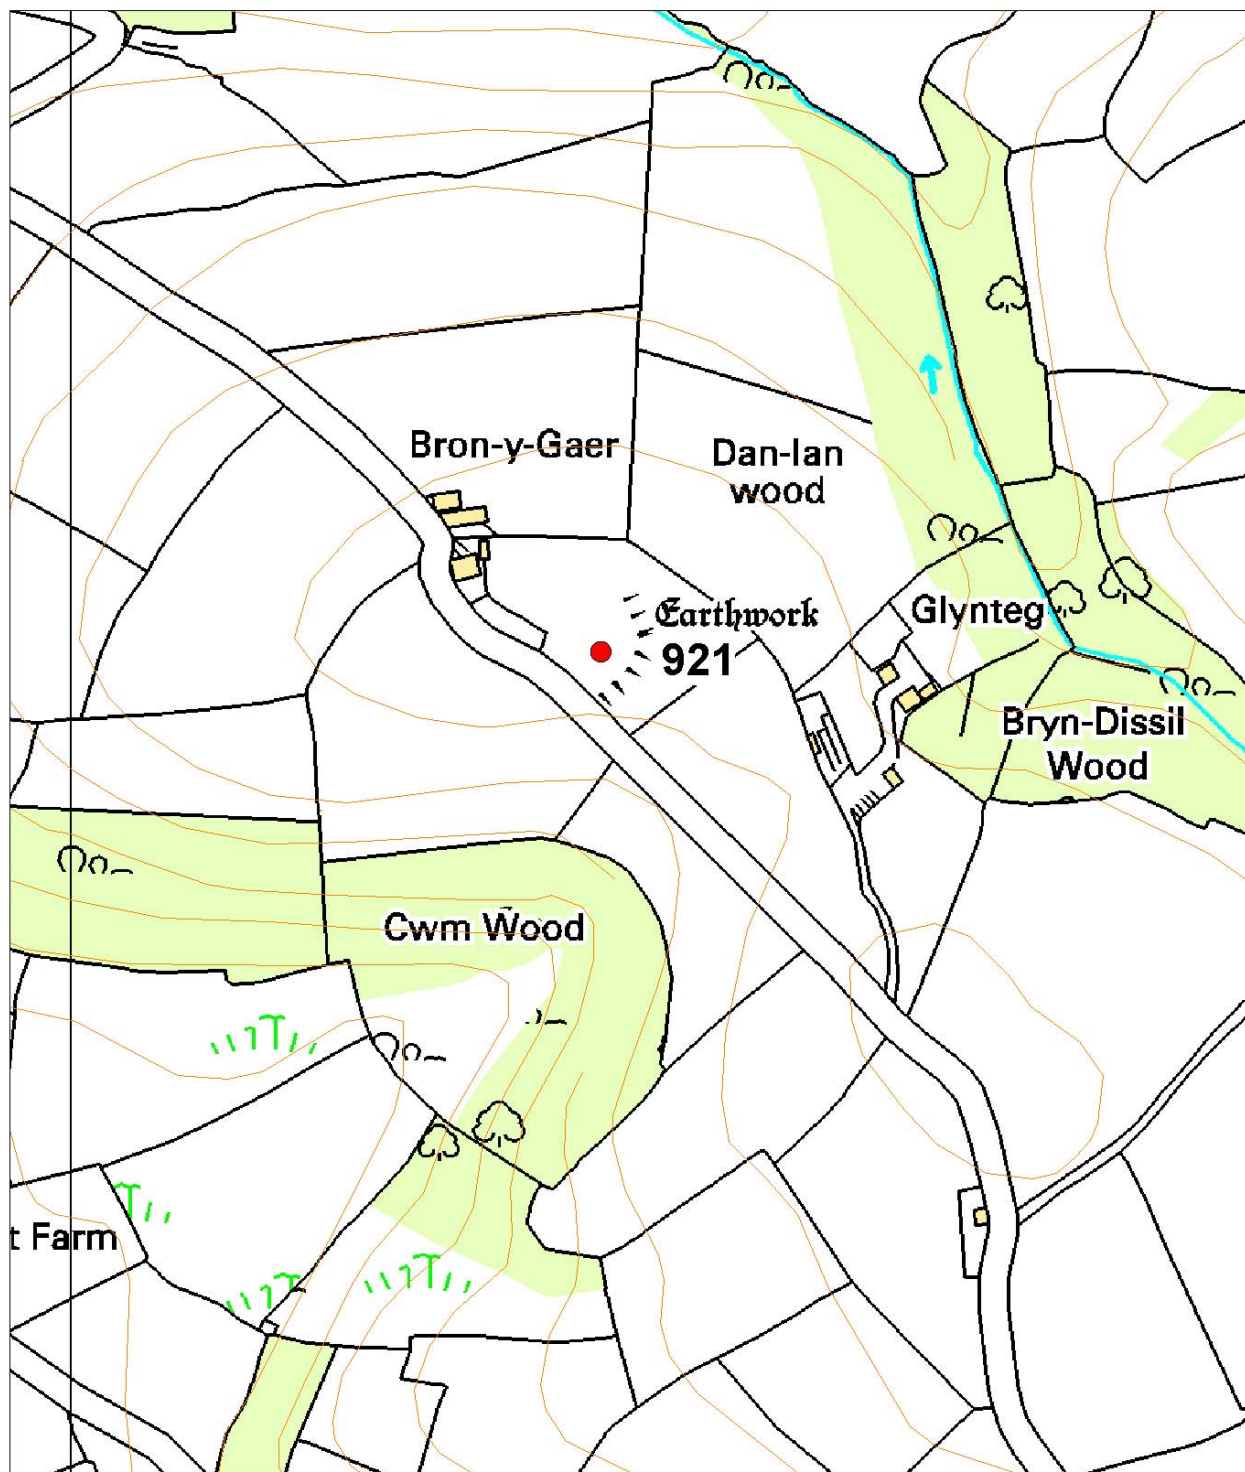 Bron-y-Gaer
Dan-lan
wood
Earthwork
921
Glynteg
Bryn-Dissil
Wood
Cwm Wood
t Farm